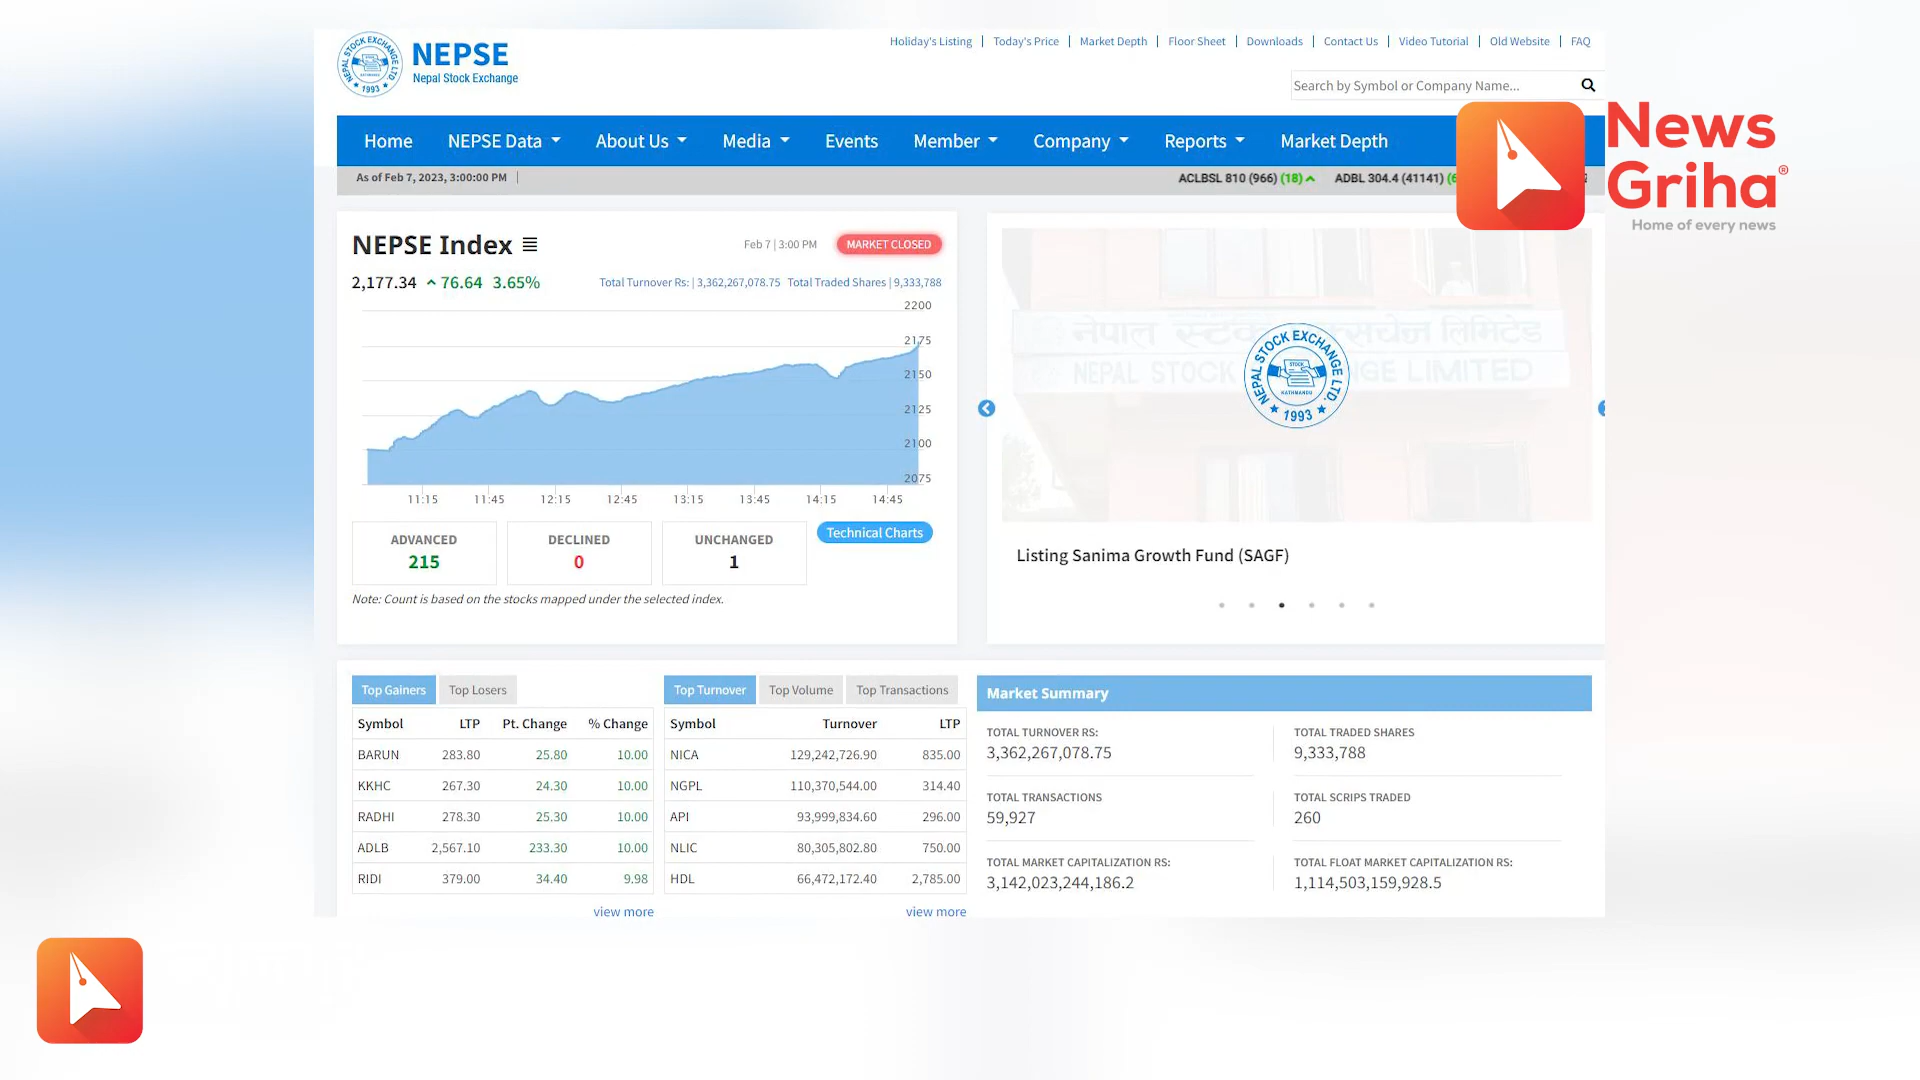 NEPSE
Nepal Stock Exchange
NEPAL STOCK EXCHANGE LTD.
1993
Holiday's Listing | Today's Price | Market Depth | Floor Sheet | Downloads | Contact Us | Video Tutorial | Old Website | FAQ
Search by Symbol or Company Name...
News
Griha®
Home of every news
Home NEPSE Data About Us Media Events Member Company Reports Market Depth
As of Feb 7, 2023, 3:00:00 PM |
ACLBSL 810 (966) (18) ADBL 304.4 (41141)
NEPSE Index
Feb 7 | 3:00 PM MARKET CLOSED
2,177.34 76.64 3.65% Total Turnover Rs: | 3,362,267,078.75 Total Traded Shares | 9,333,788
2200
2175
2150
2125
2100
2075
11:15 11:45 12:15 12:45 13:15 13:45 14:15 14:45
ADVANCED
215
DECLINED
0
UNCHANGED
1
Technical Charts
Note: Count is based on the stocks mapped under the selected index.
नेपाल स्टक एक्सचेन्ज लिमिटेड
NEPAL STOCK EXCHANGE LIMITED
NEPAL STOCK EXCHANGE LTD.
STOCK
KATHMANDU
1993
Listing Sanima Growth Fund (SAGF)
Top Gainers Top Losers
Symbol LTP Pt. Change % Change
BARUN 283.80 25.80 10.00
KKHC 267.30 24.30 10.00
RADHI 278.30 25.30 10.00
ADLB 2,567.10 233.30 10.00
RIDI 379.00 34.40 9.98
view more
Top Turnover Top Volume Top Transactions
Symbol Turnover LTP
NICA 129,242,726.90 835.00
NGPL 110,370,544.00 314.40
API 93,999,834.60 296.00
NLIC 80,305,802.80 750.00
HDL 66,472,172.40 2,785.00
view more
Market Summary
TOTAL TURNOVER RS:
3,362,267,078.75
TOTAL TRADED SHARES
9,333,788
TOTAL TRANSACTIONS
59,927
TOTAL SCRIPS TRADED
260
TOTAL MARKET CAPITALIZATION RS:
3,142,023,244,186.2
TOTAL FLOAT MARKET CAPITALIZATION RS:
1,114,503,159,928.5